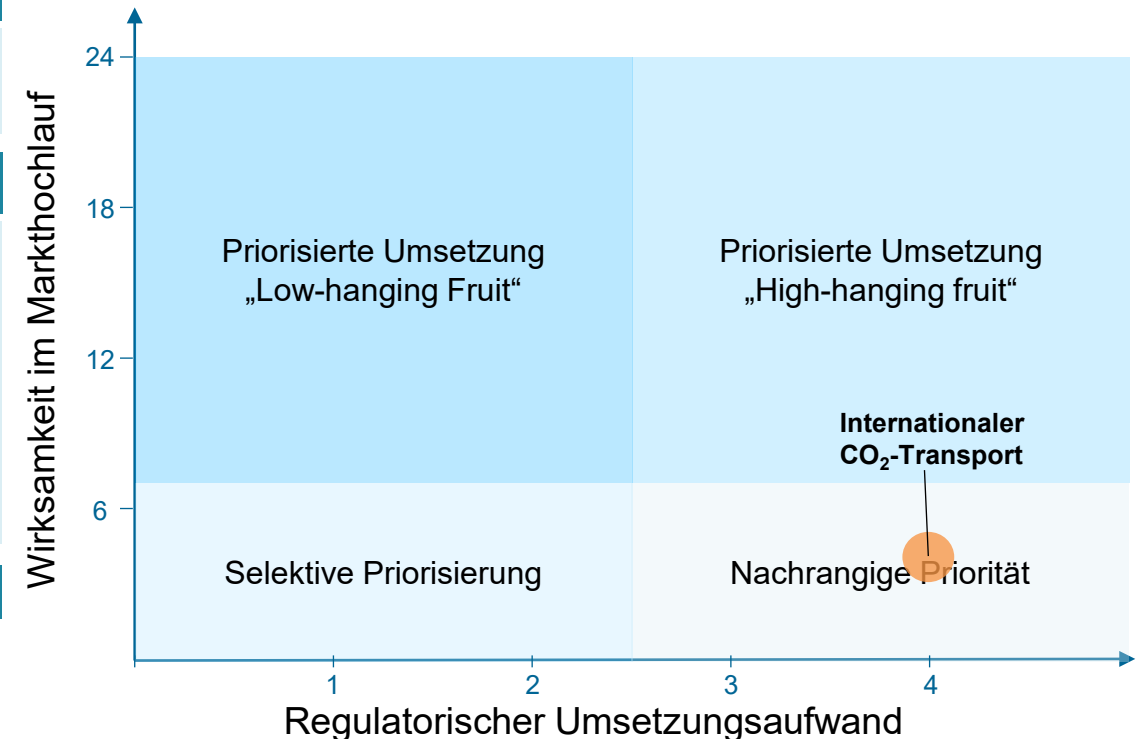 Wirksamkeit im Markthochlauf
24
18
12
6
Priorisierte Umsetzung
„Low-hanging Fruit“
Priorisierte Umsetzung
„High-hanging fruit“
Internationaler
CO₂-Transport
Selektive Priorisierung
Nachrangige Priorität
1
2
3
4
Regulatorischer Umsetzungsaufwand